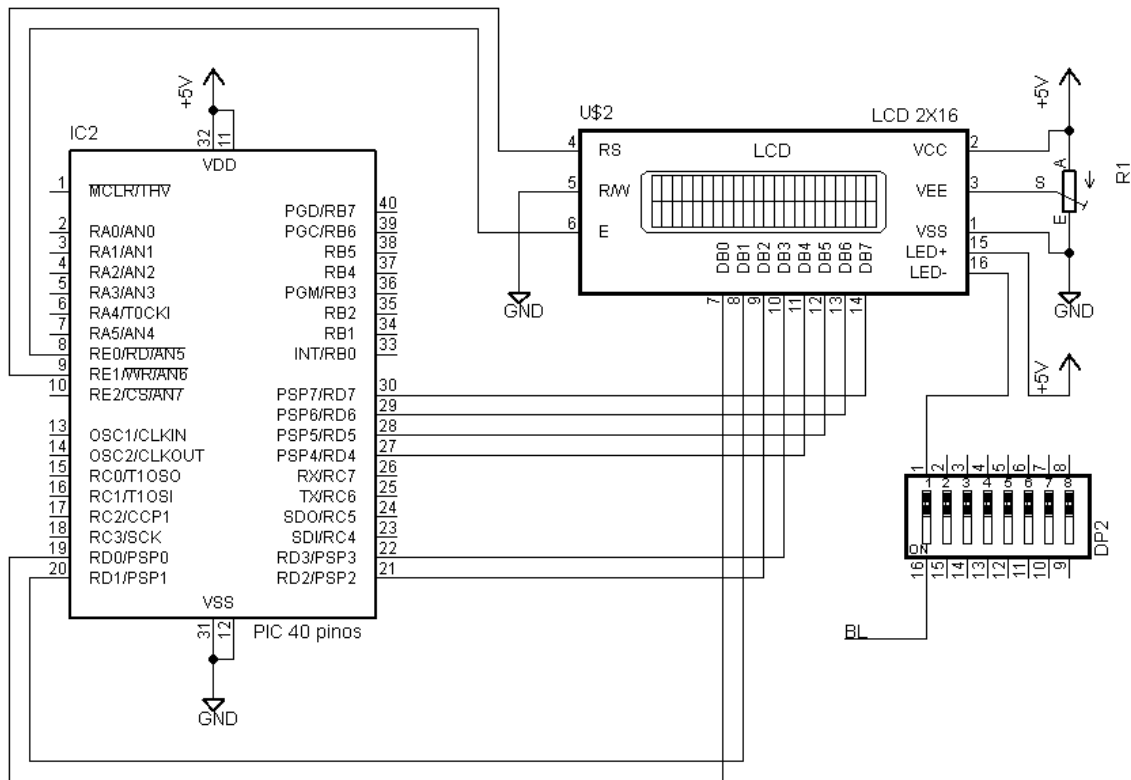 +5V
IC2
32
11
VDD
1
MCLR/THV
2
RA0/AN0
3
RA1/AN1
4
RA2/AN2
5
RA3/AN3
6
RA4/T0CKI
7
RA5/AN4
8
RE0/RD/AN5
9
RE1/WR/AN6
10
RE2/CS/AN7
13
OSC1/CLKIN
14
OSC2/CLKOUT
15
RC0/T1OSO
16
RC1/T1OSI
17
RC2/CCP1
18
RC3/SCK
19
RD0/PSP0
20
RD1/PSP1
PGD/RB7
40
PGC/RB6
39
RB5
38
RB4
37
PGM/RB3
36
RB2
35
RB1
34
INT/RB0
33
PSP7/RD7
30
PSP6/RD6
29
PSP5/RD5
28
PSP4/RD4
27
RX/RC7
26
TX/RC6
25
SDO/RC5
24
SDI/RC4
23
RD3/PSP3
22
RD2/PSP2
21
VSS
31
12
PIC 40 pinos
GND
U$2
LCD 2X16
4
RS
LCD
VCC
2
5
R/W
VEE
3
6
E
VSS
1
LED+
15
LED-
16
DB0
DB1
DB2
DB3
DB4
DB5
DB6
DB7
7
8
9
10
11
12
13
14
GND
+5V
A
S
E
R1
GND
+5V
1
2
3
4
5
6
7
8
1
2
3
4
5
6
7
8
ON
DP2
16
15
14
13
12
11
10
9
BL